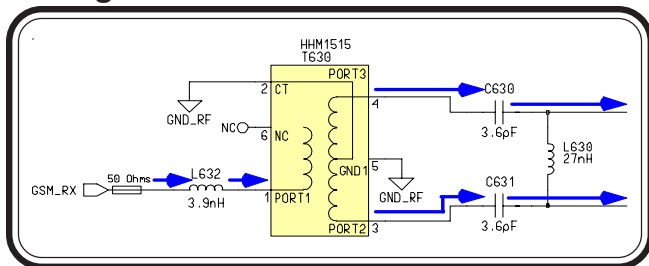 HHM1515
T630
PORT3
2
CT
4
C630
GND_RF
3.6pF
NC
6
NC
L630
27nH
5
GND1
50 Ohms
L632
GND_RF
C631
GSM_RX
1
PORT1
3.9nH
PORT2
3
3.6pF